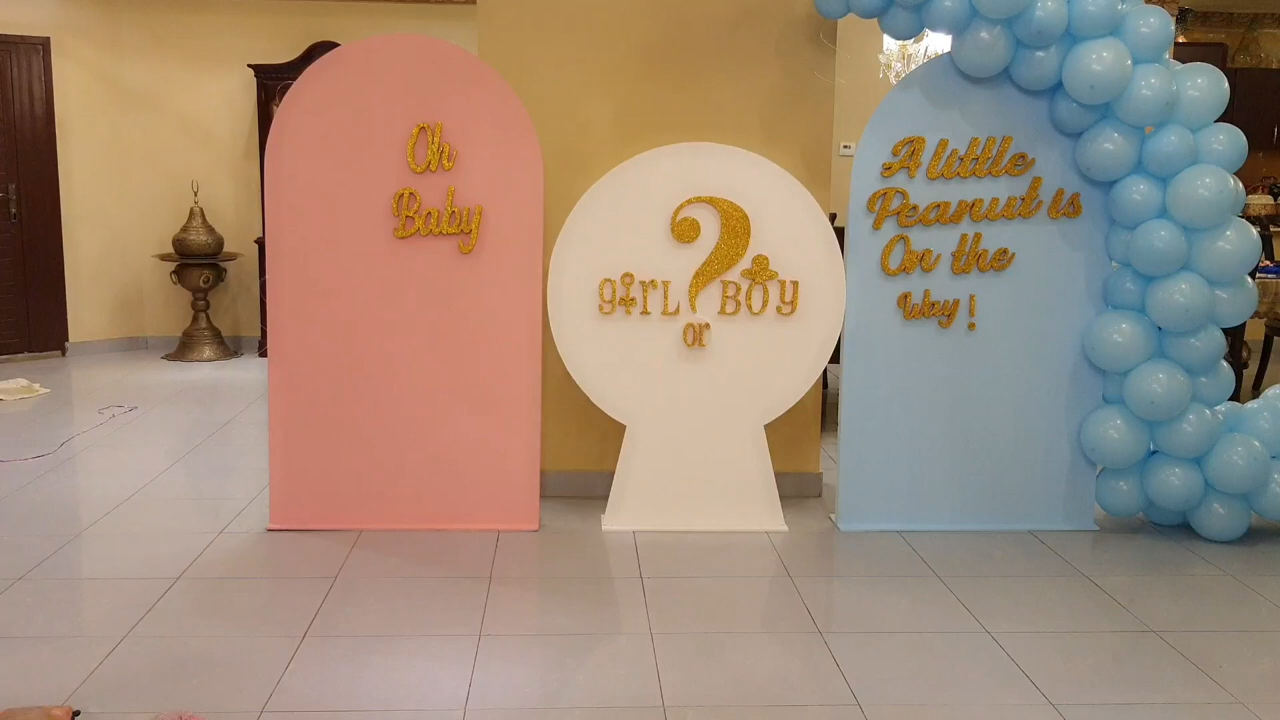 Oh
Baby
?
girl BOy
or
A little
Peanut is
On the
Way!